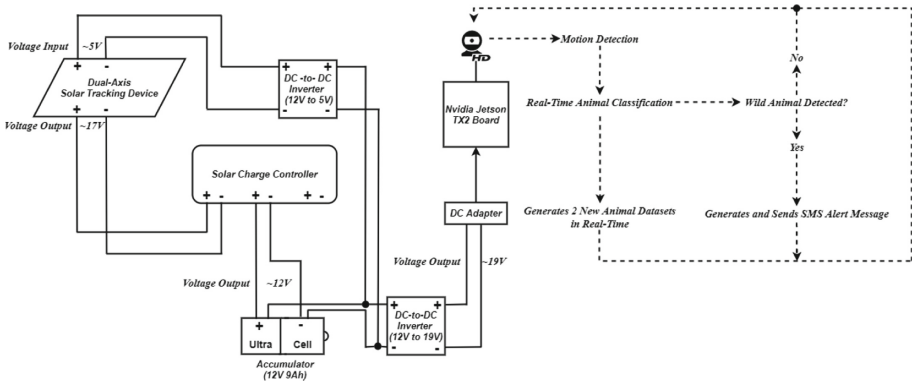 Voltage Input
~5V
+ -
Dual-Axis
Solar Tracking Device
+ -
Voltage Output
~17V
+ +
DC -to- DC
Inverter
(12V to 5V)
- -
Solar Charge Controller
+ - + - + -
Voltage Output
~12V
+ -
Ultra Cell
Accumulator
(12V 9Ah)
+ +
DC-to-DC
Inverter
(12V to 19V)
- -
Voltage Output
~19V
DC Adapter
Nvidia Jetson
TX2 Board
HD
Motion Detection
Real-Time Animal Classification
Wild Animal Detected?
No
Yes
Generates 2 New Animal Datasets
in Real-Time
Generates and Sends SMS Alert Message